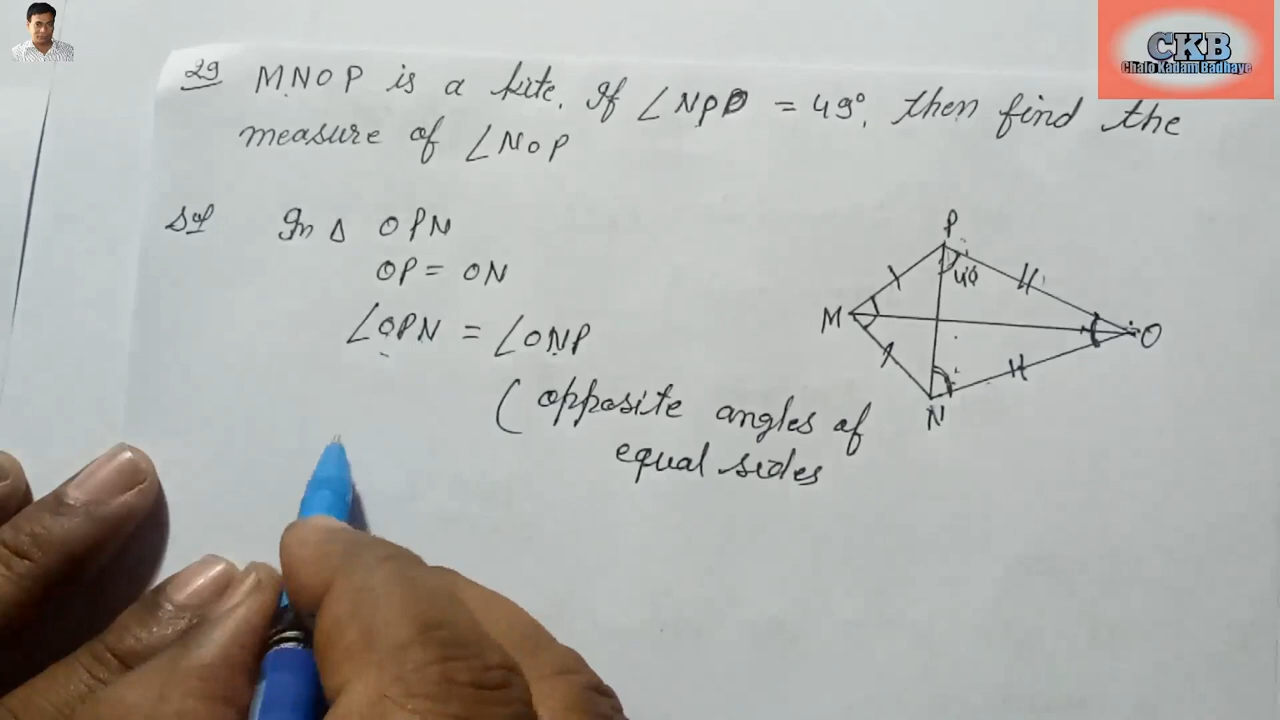 CKB
Chalo Kadam Badhaye
29 MNOP is a kite. If ∠NPO = 49°, then find the
measure of ∠NOP
Sol In Δ OPN
OP = ON
∠OPN = ∠ONP
(opposite angles of
equal sides
P
49
M
O
N